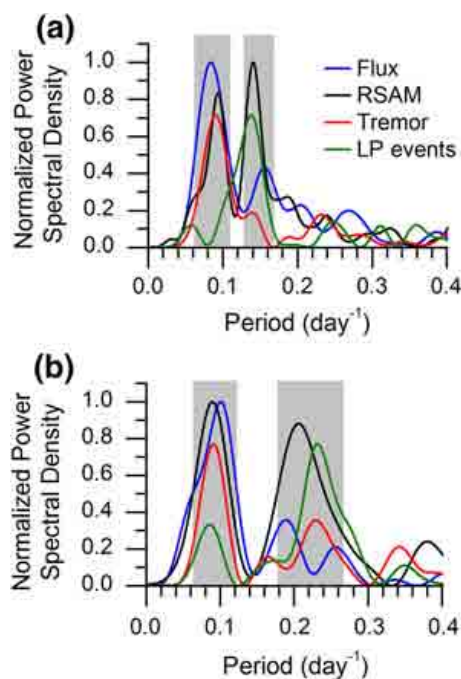 (a)
Normalized Power
Spectral Density
1.0
0.8
0.6
0.4
0.2
0.0
Flux
RSAM
Tremor
LP events
0.0 0.1 0.2 0.3 0.4
Period (day⁻¹)
(b)
Normalized Power
Spectral Density
1.0
0.8
0.6
0.4
0.2
0.0
0.0 0.1 0.2 0.3 0.4
Period (day⁻¹)